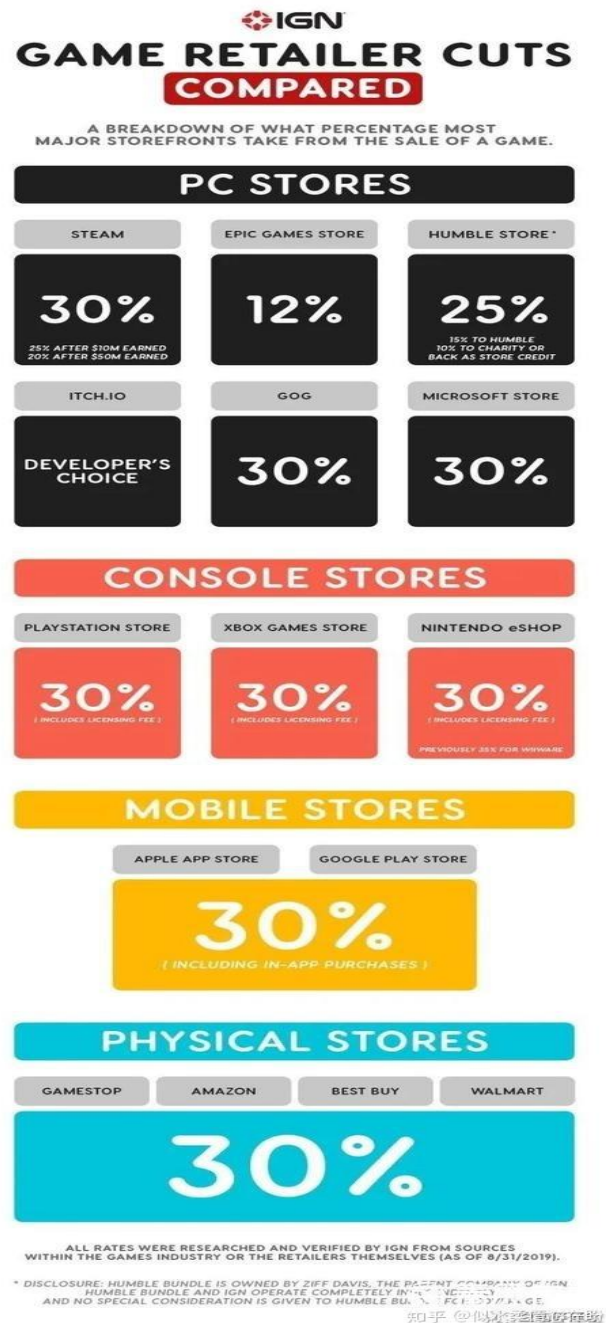 IGN
GAME RETAILER CUTS
COMPARED
A BREAKDOWN OF WHAT PERCENTAGE MOST
MAJOR STOREFRONTS TAKE FROM THE SALE OF A GAME.
PC STORES
STEAM
30%
25% AFTER $10M EARNED
20% AFTER $50M EARNED
EPIC GAMES STORE
12%
HUMBLE STORE*
25%
15% TO HUMBLE
10% TO CHARITY OR
BACK AS STORE CREDIT
ITCH.IO
DEVELOPER'S
CHOICE
GOG
30%
MICROSOFT STORE
30%
CONSOLE STORES
PLAYSTATION STORE
30%
( INCLUDES LICENSING FEE )
XBOX GAMES STORE
30%
( INCLUDES LICENSING FEE )
NINTENDO eSHOP
30%
( INCLUDES LICENSING FEE )
PREVIOUSLY 35% FOR WIIWARE
MOBILE STORES
APPLE APP STORE
GOOGLE PLAY STORE
30%
( INCLUDING IN-APP PURCHASES )
PHYSICAL STORES
GAMESTOP
AMAZON
BEST BUY
WALMART
30%
ALL RATES WERE RESEARCHED AND VERIFIED BY IGN FROM SOURCES
WITHIN THE GAMES INDUSTRY OR THE RETAILERS THEMSELVES (AS OF 8/31/2019).
* DISCLOSURE: HUMBLE BUNDLE IS OWNED BY ZIFF DAVIS, THE PARENT COMPANY OF IGN.
HUMBLE BUNDLE AND IGN OPERATE COMPLETELY
AND NO SPECIAL CONSIDERATION IS GIVEN TO HUMBLE
知乎